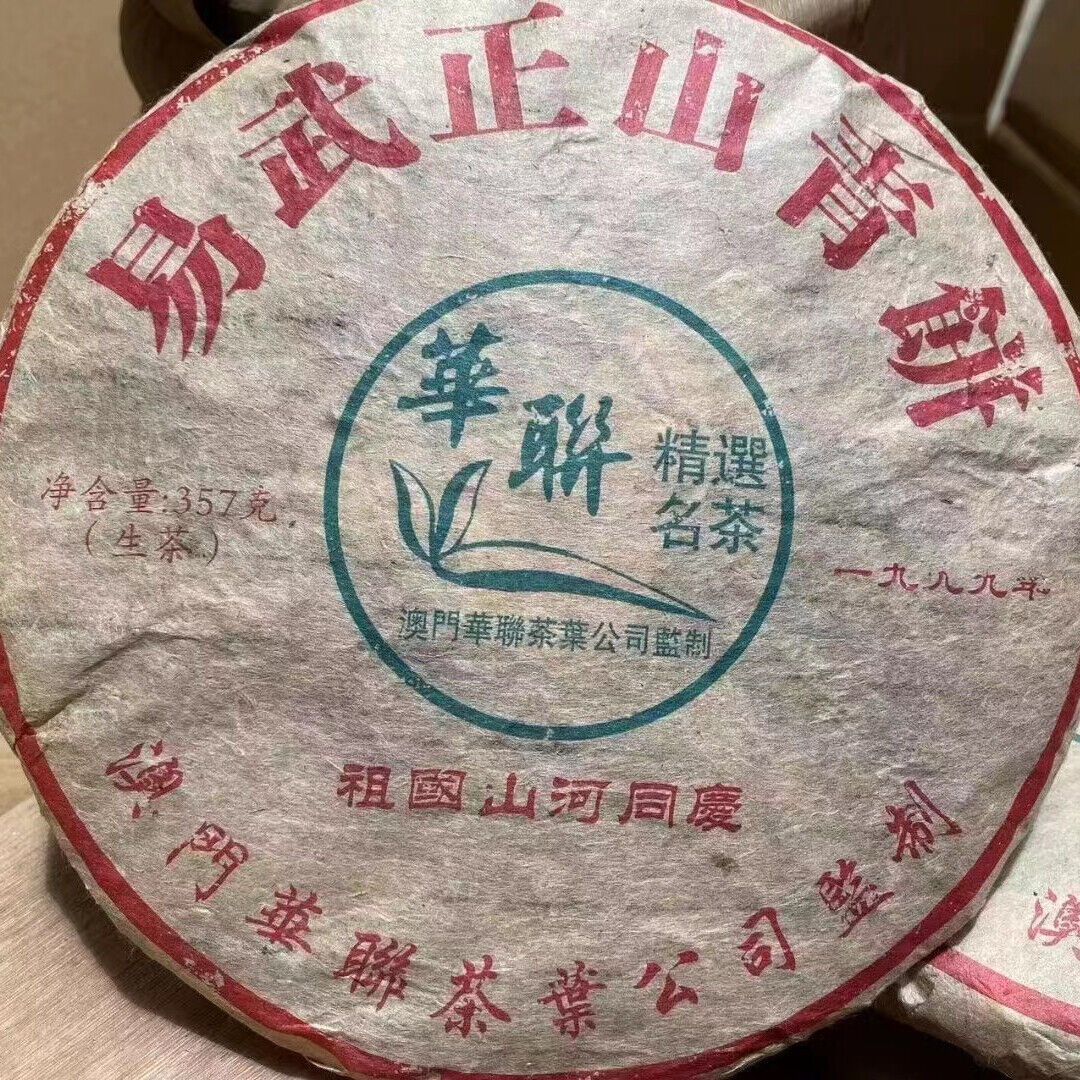 易武正山青餅
華聯
精選
名茶
澳門華聯茶葉公司監制
净含量:357克
(生茶)
一九九九年
祖國山河同慶
澳門華聯茶葉公司監制
澳